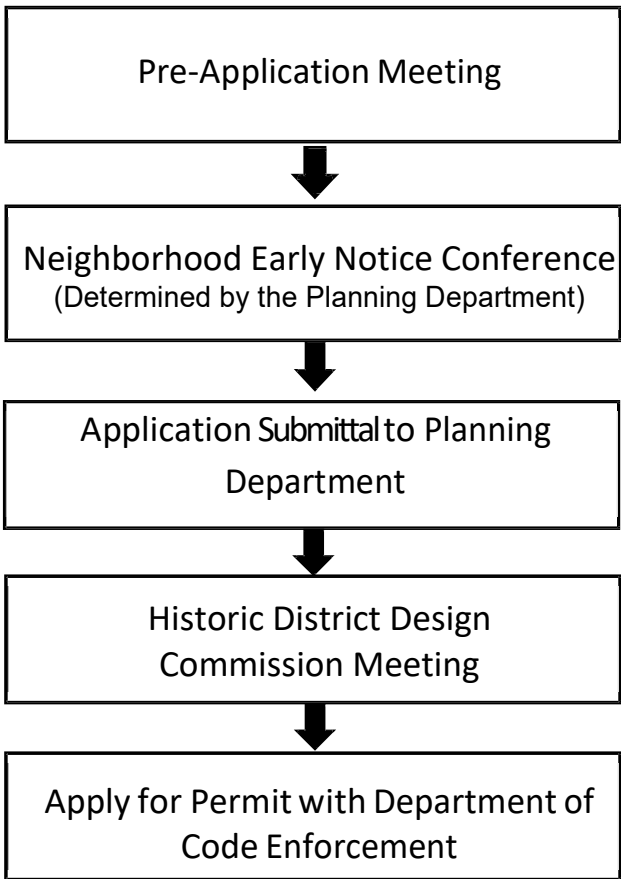 Pre-Application Meeting
Neighborhood Early Notice Conference
(Determined by the Planning Department)
Application Submittal to Planning
Department
Historic District Design
Commission Meeting
Apply for Permit with Department of
Code Enforcement